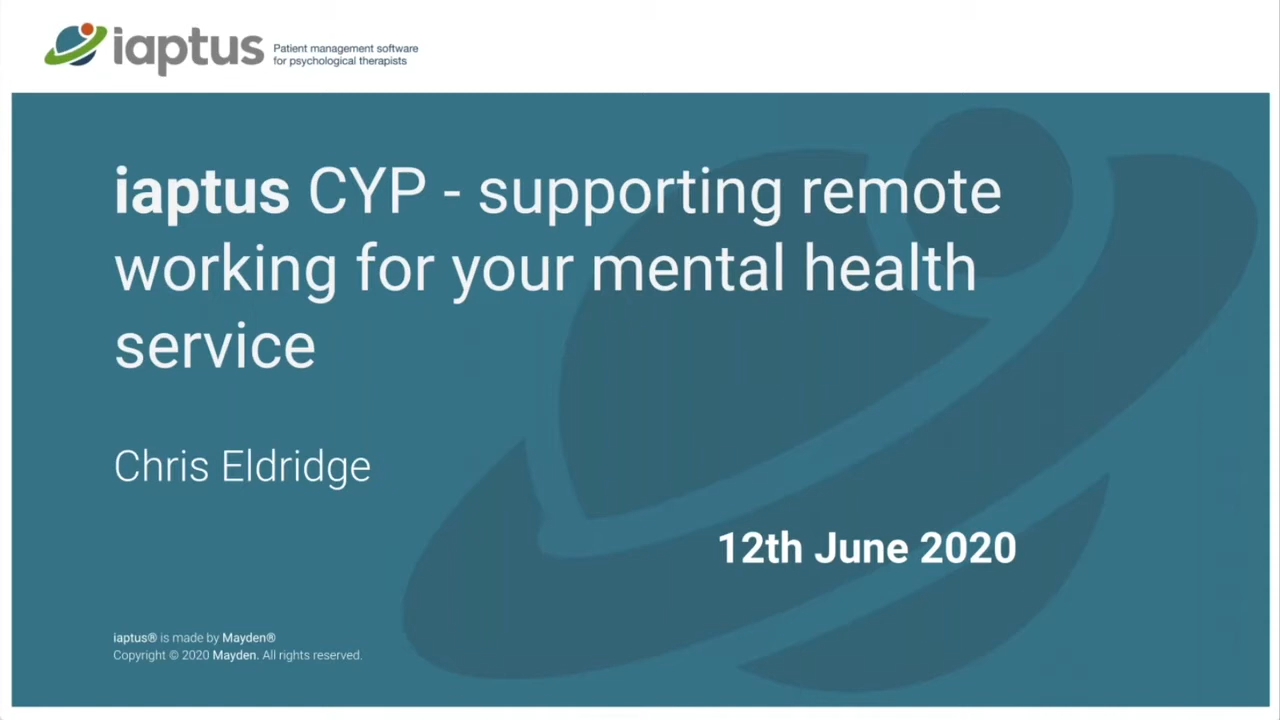 iaptus
Patient management software
for psychological therapists
iaptus CYP - supporting remote
working for your mental health
service
Chris Eldridge
12th June 2020
iaptus® is made by Mayden®
Copyright © 2020 Mayden. All rights reserved.